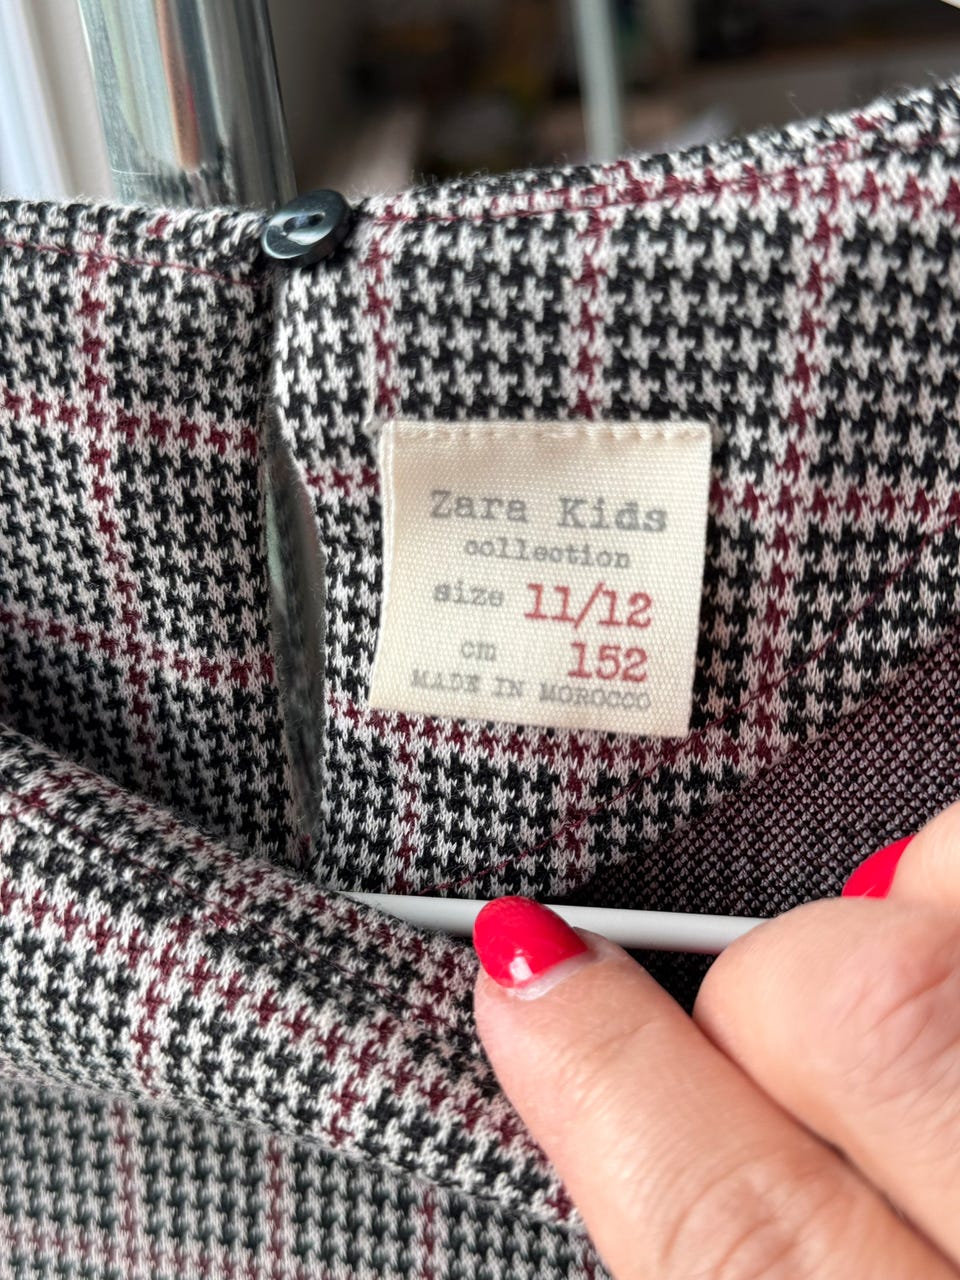 Zara Kids
collection
size 11/12
cm 152
MADE IN MOROCCO